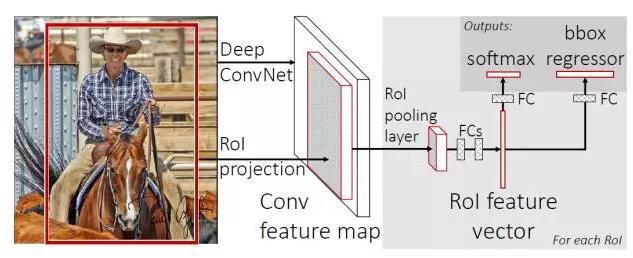 Deep
ConvNet
RoI
projection
Conv
feature map
RoI
pooling
layer
FCs
Outputs:
softmax
bbox
regressor
FC
FC
RoI feature
vector
For each RoI